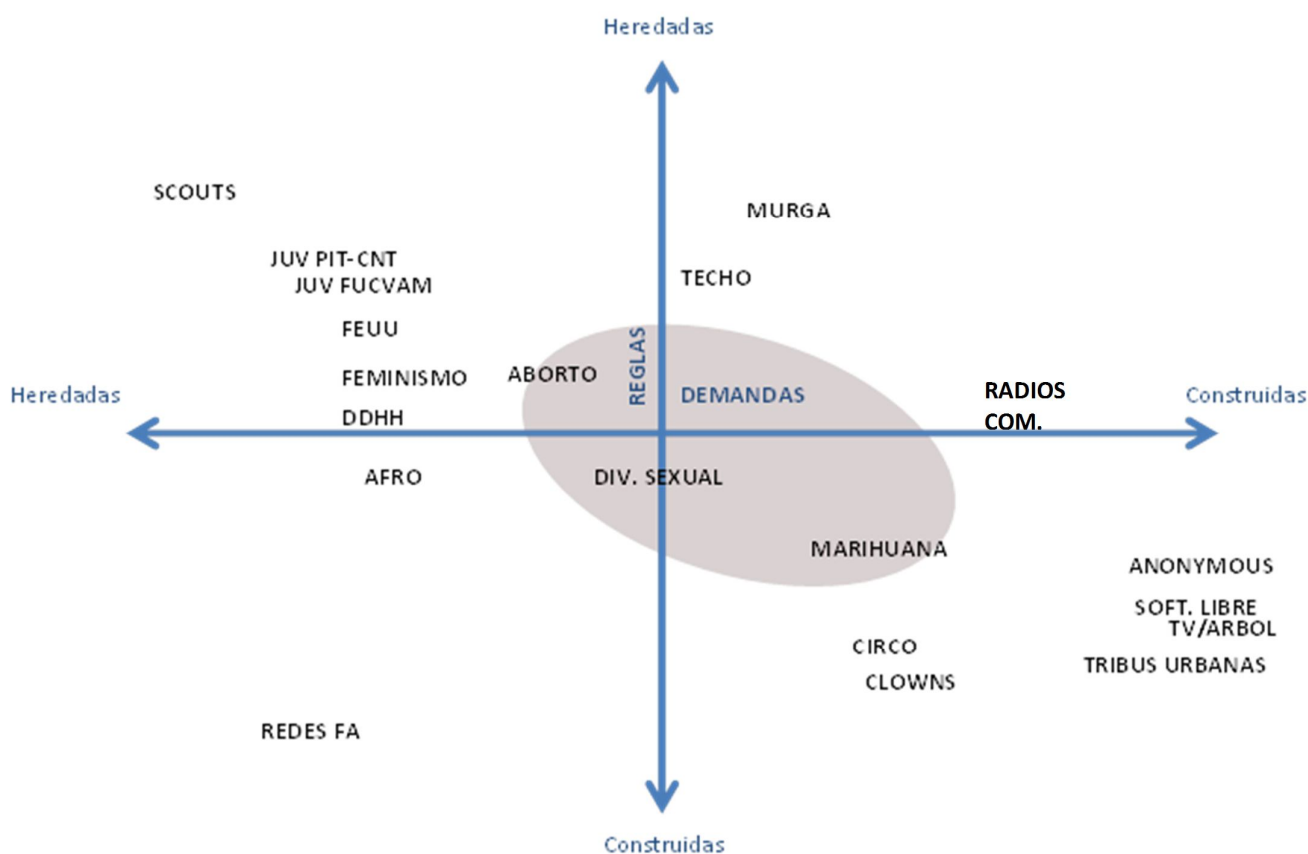 Heredadas
SCOUTS
MURGA
JUV PIT-CNT
TECHO
JUV FUCVAM
FEUU
REGLAS
ABORTO
FEMINISMO
DEMANDAS
RADIOS
COM.
Heredadas
Construidas
DDHH
AFRO
DIV. SEXUAL
MARIHUANA
ANONYMOUS
SOFT. LIBRE
TV/ARBOL
CIRCO
TRIBUS URBANAS
CLOWNS
REDES FA
Construidas